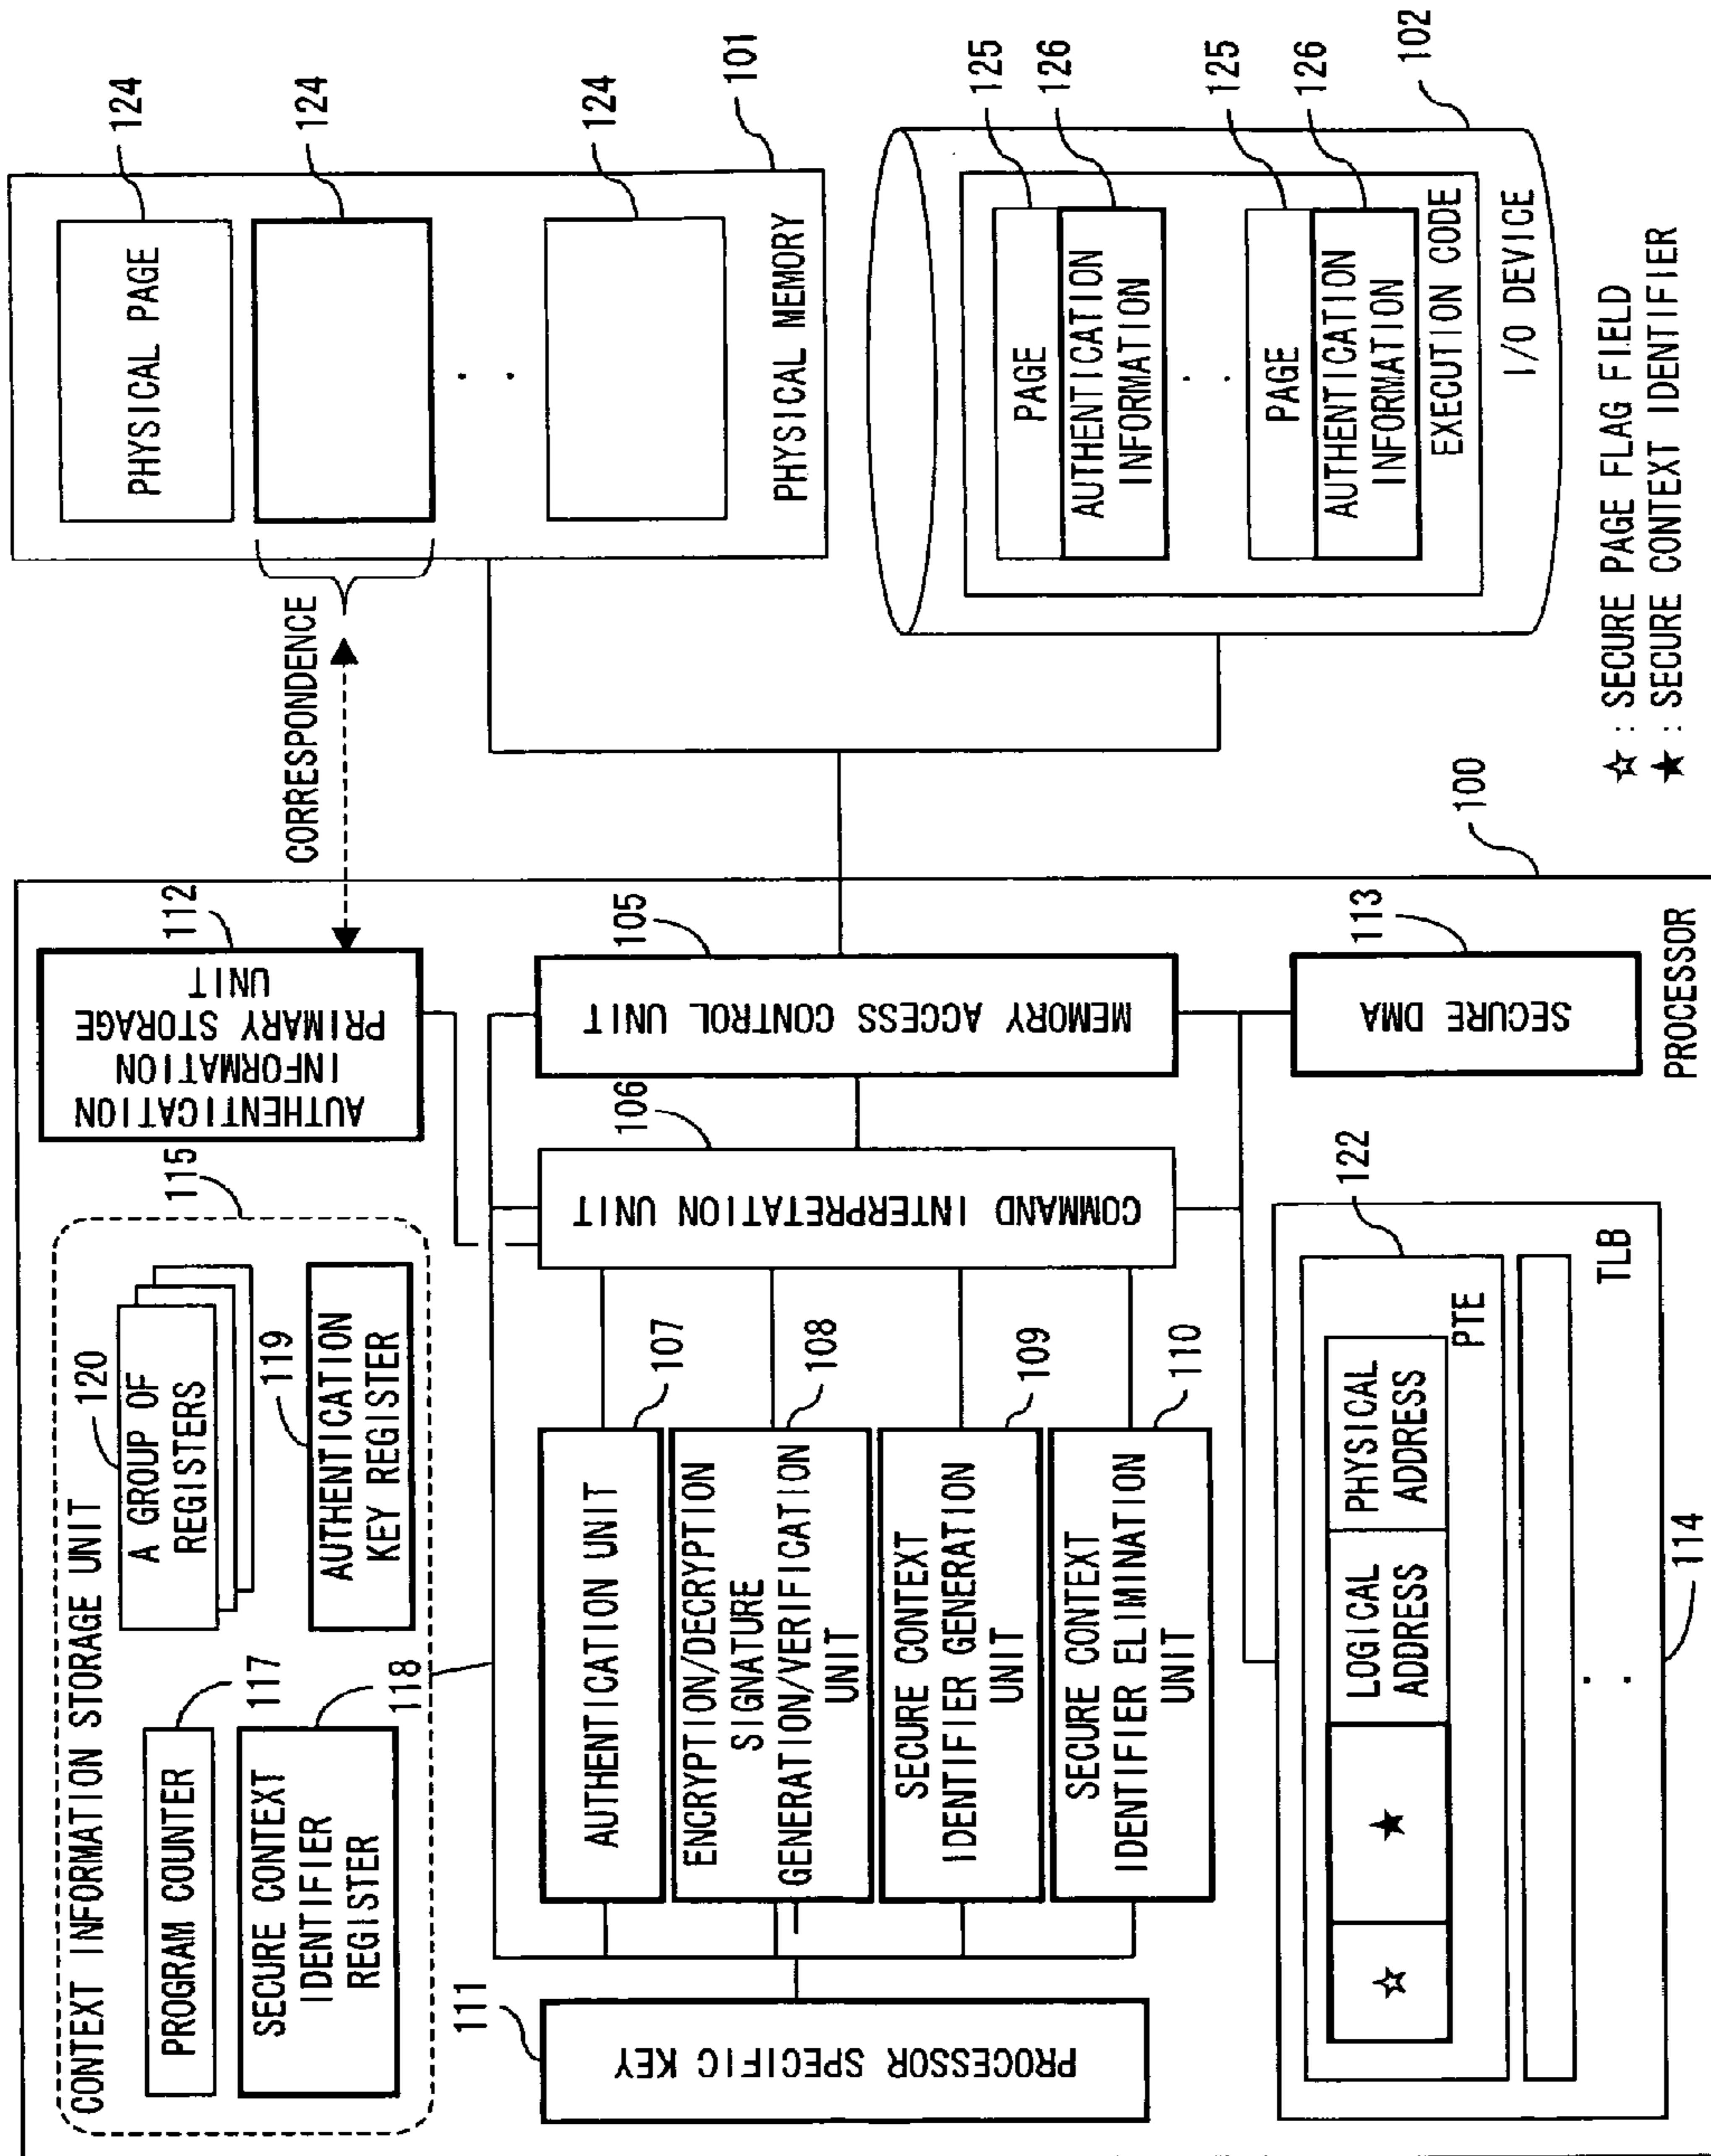 CONTEXT INFORMATION STORAGE UNIT
115
117
PROGRAM COUNTER
118
SECURE CONTEXT
IDENTIFIER
REGISTER
120
A GROUP OF
REGISTERS
119
AUTHENTICATION
KEY REGISTER
112
AUTHENTICATION
INFORMATION
PRIMARY STORAGE
UNIT
CORRESPONDENCE
124
PHYSICAL PAGE
124
124
PHYSICAL MEMORY
101
111
PROCESSOR SPECIFIC KEY
AUTHENTICATION UNIT
107
ENCRYPTION/DECRYPTION
SIGNATURE
GENERATION/VERIFICATION
UNIT
108
SECURE CONTEXT
IDENTIFIER GENERATION
UNIT
109
SECURE CONTEXT
IDENTIFIER ELIMINATION
UNIT
110
106
COMMAND INTERPRETATION UNIT
105
MEMORY ACCESS CONTROL UNIT
125
PAGE
126
AUTHENTICATION
INFORMATION
125
PAGE
126
AUTHENTICATION
INFORMATION
EXECUTION CODE
I/O DEVICE
102
122
☆
★
LOGICAL
ADDRESS
PHYSICAL
ADDRESS
PTE
TLB
114
113
SECURE DMA
PROCESSOR
100
☆ : SECURE PAGE FLAG FIELD
★ : SECURE CONTEXT IDENTIFIER